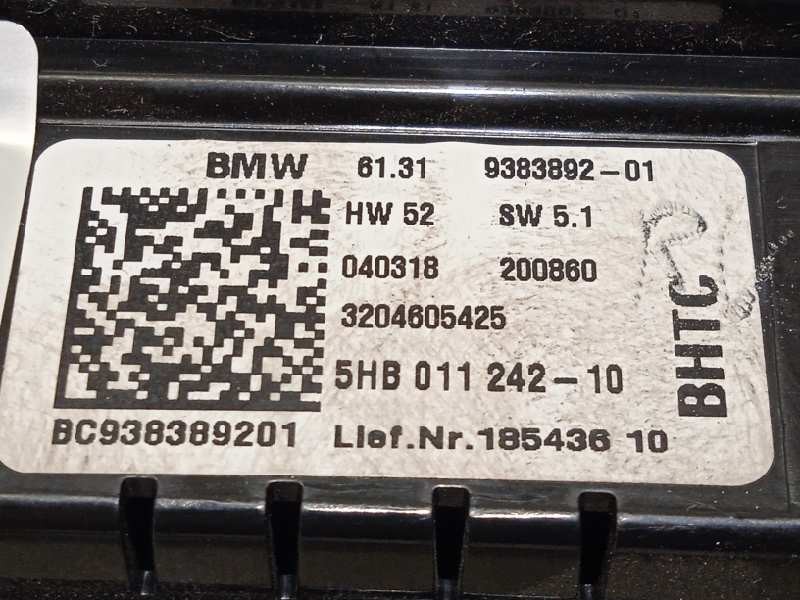 BMW 61.31 9383892-01
HW 52 SW 5.1
040318 200860
3204605425
5HB 011 242-10
BC938389201 Lief.Nr.185436 10
BHTC